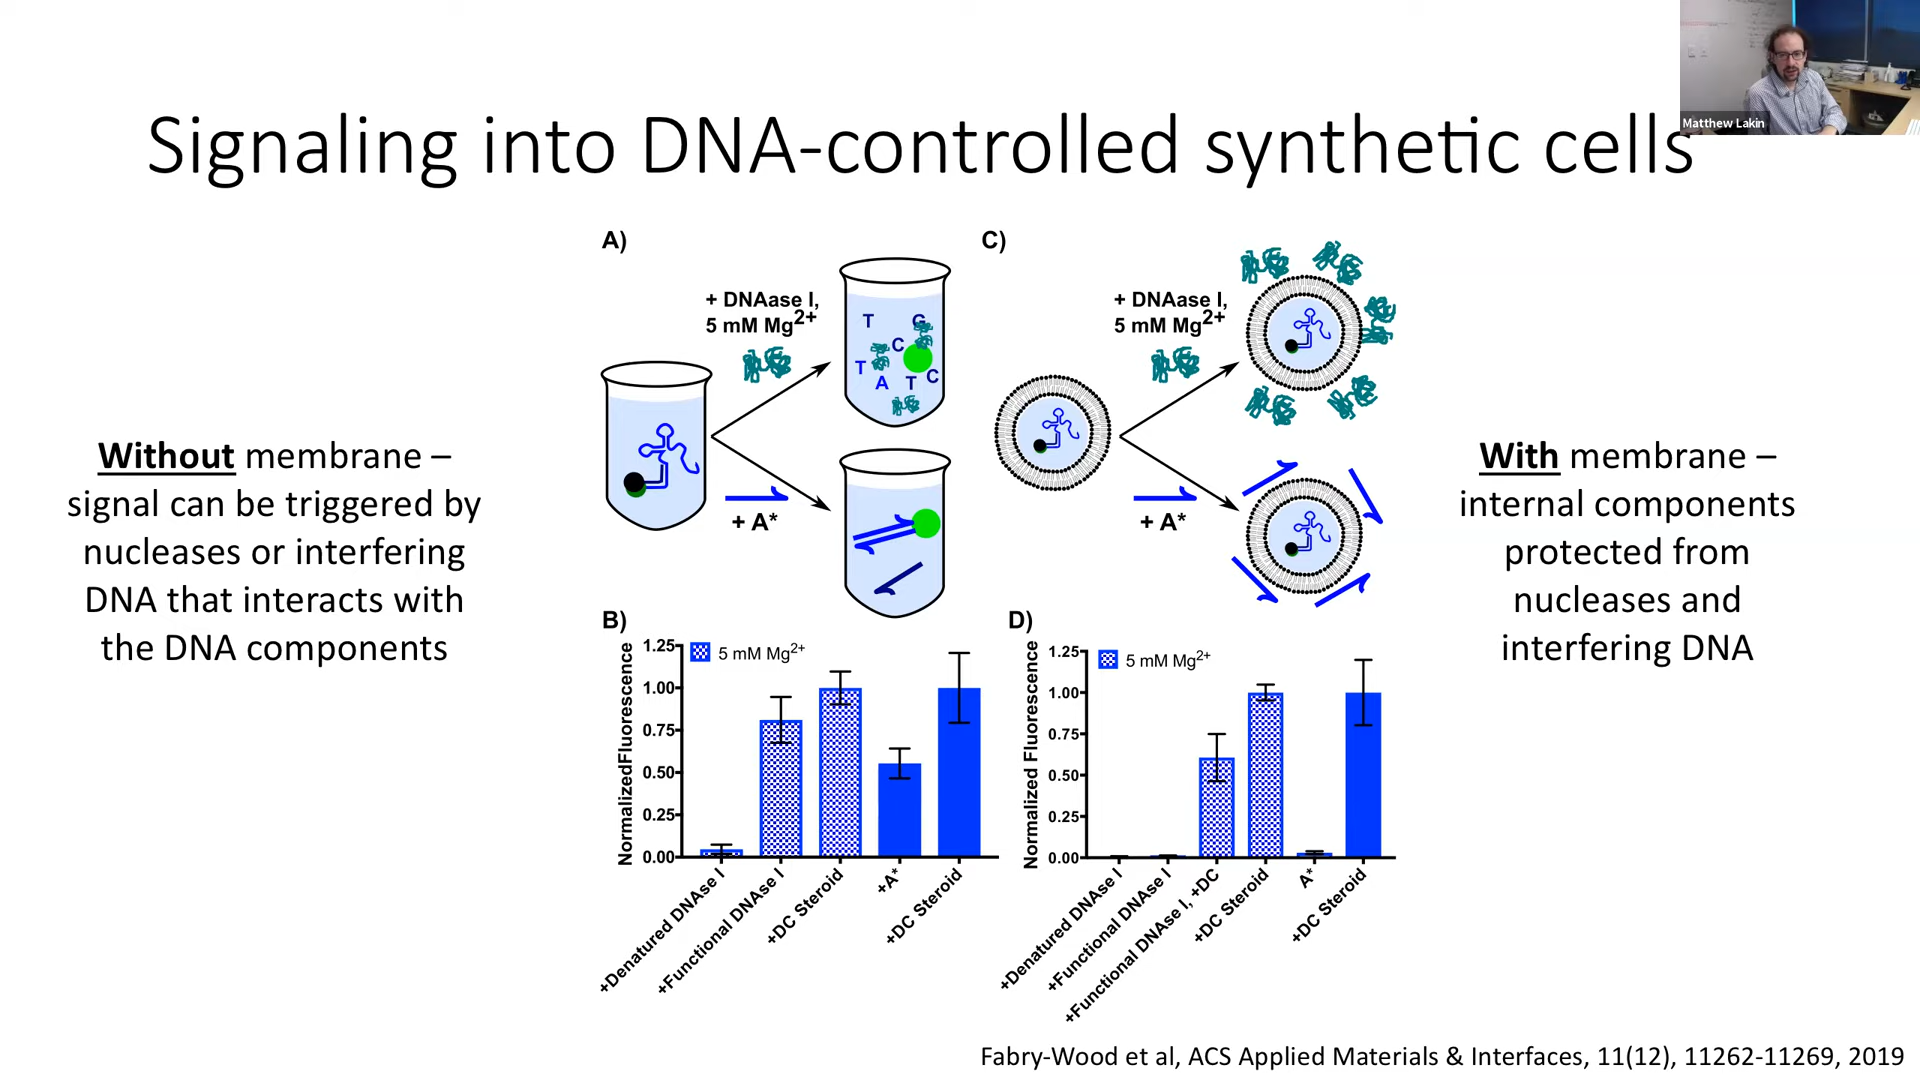 Matthew Lakin
Signaling into DNA-controlled synthetic cells
Without membrane –
signal can be triggered by
nucleases or interfering
DNA that interacts with
the DNA components
A)
+ DNAase I,
5 mM Mg2+
T G
C
T A T C
+ A*
B)
NormalizedFluorescence
5 mM Mg2+
1.25
1.00
0.75
0.50
0.25
0.00
+Denatured DNAse I
+Functional DNAse I
+DC Steroid
+A*
+DC Steroid
C)
+ DNAase I,
5 mM Mg2+
+ A*
D)
Normalized Fluorescence
5 mM Mg2+
1.25
1.00
0.75
0.50
0.25
0.00
+Denatured DNAse I
+Functional DNAse I
+Functional DNAse I, +DC
+DC Steroid
A*
+DC Steroid
With membrane –
internal components
protected from
nucleases and
interfering DNA
Fabry-Wood et al, ACS Applied Materials & Interfaces, 11(12), 11262-11269, 2019